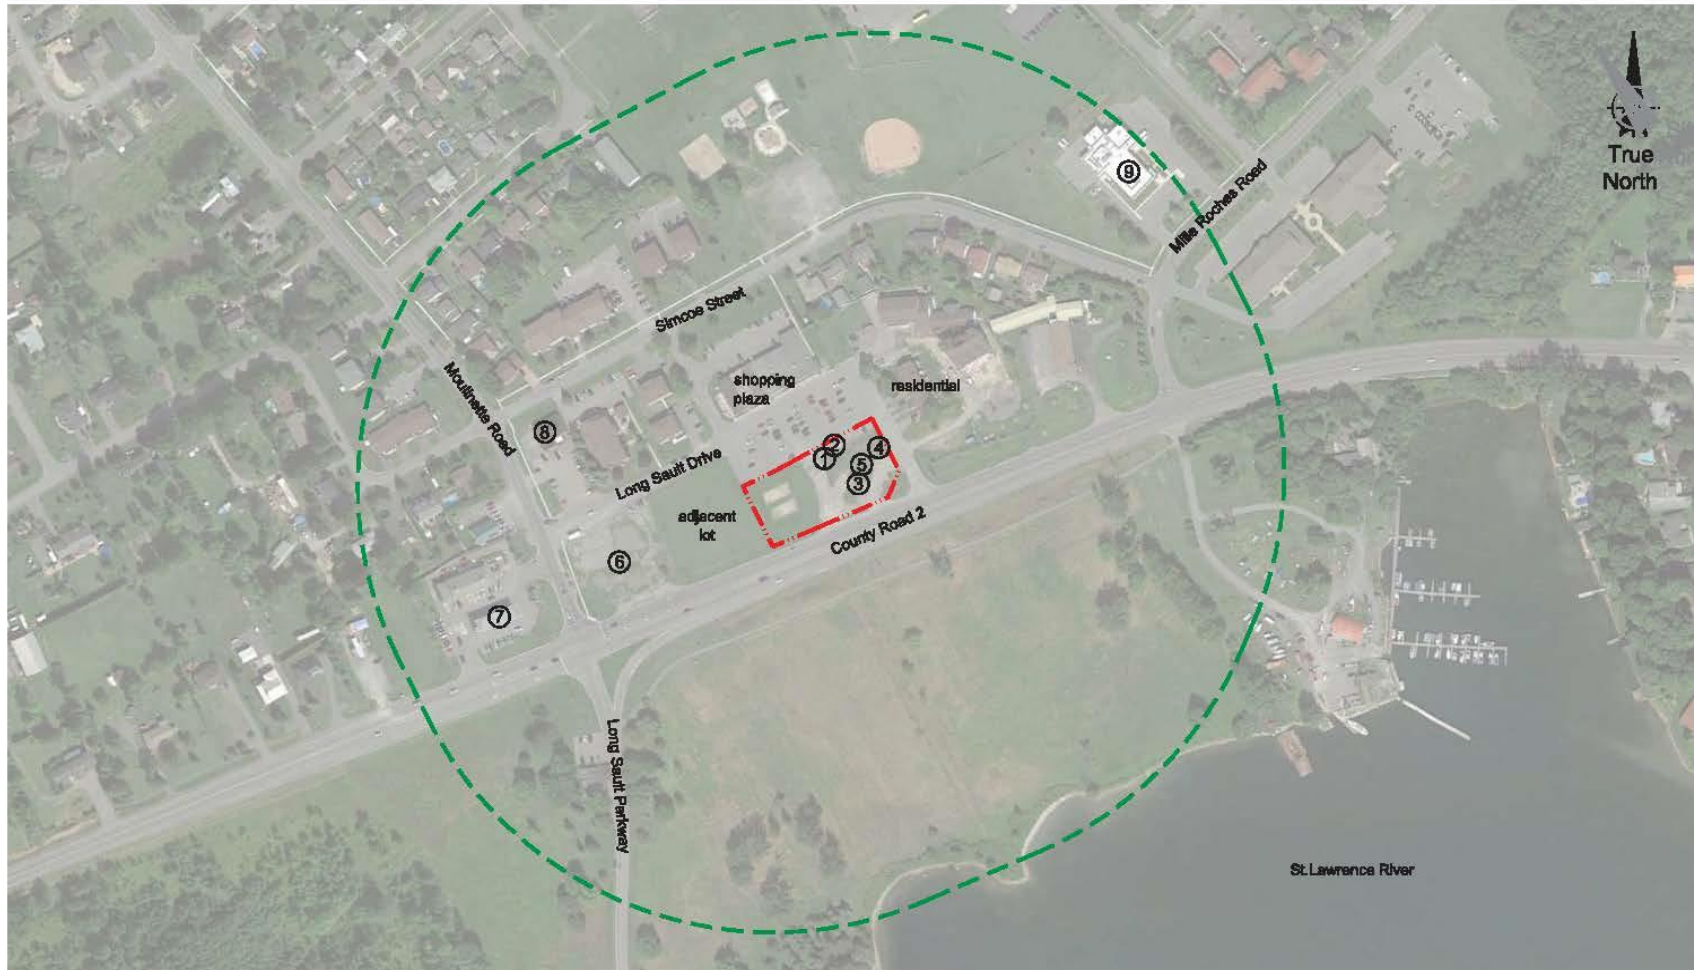 True
North
⑨
Mille Roches Road
Simcoe Street
Moulinette Road
shopping
plaza
residential
⑧
②
④
①
⑤
③
Long Sault Drive
adjacent
lot
County Road 2
⑥
⑦
Long Sault Parkway
St.Lawrence River